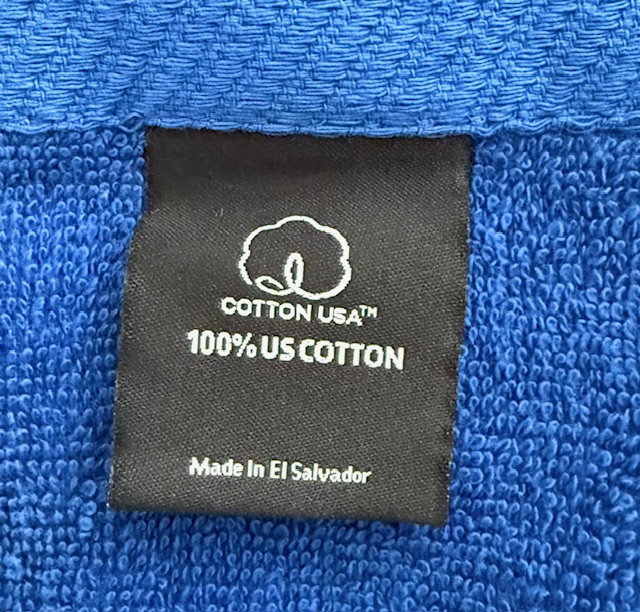 COTTON USA™
100% US COTTON
Made In El Salvador